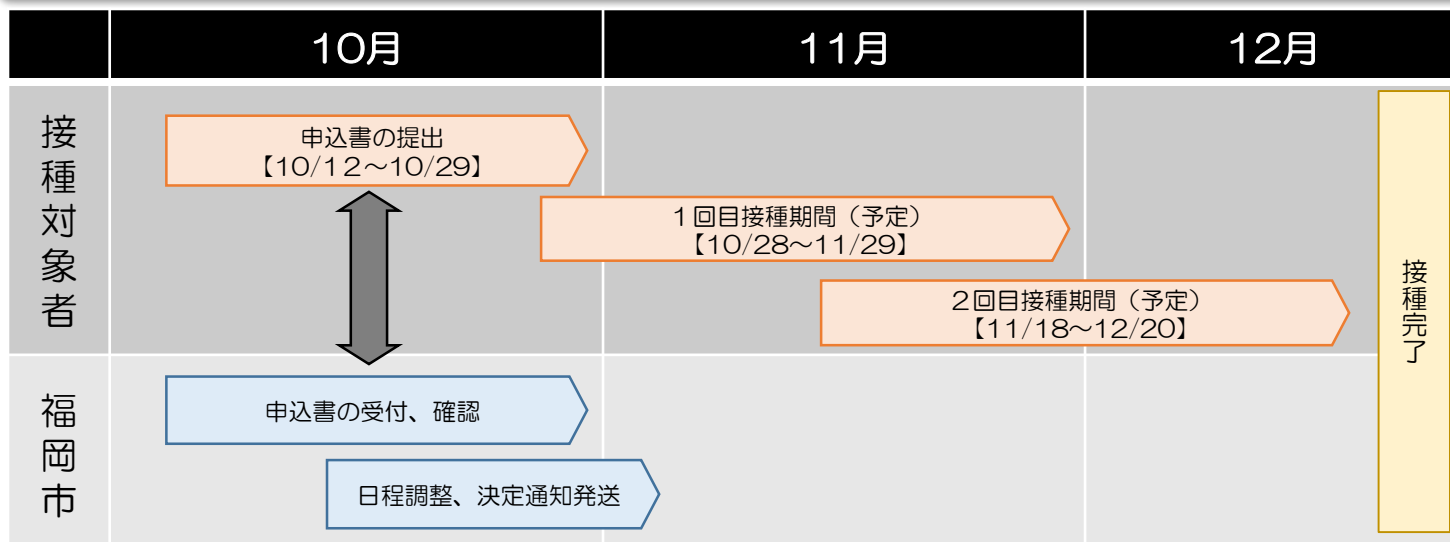 10月
11月
12月
接種対象者
申込書の提出
【10/１２～10/29】
１回目接種期間（予定）
【10/28～11/29】
２回目接種期間（予定）
【11/18～12/20】
接種完了
福岡市
申込書の受付、確認
日程調整、決定通知発送